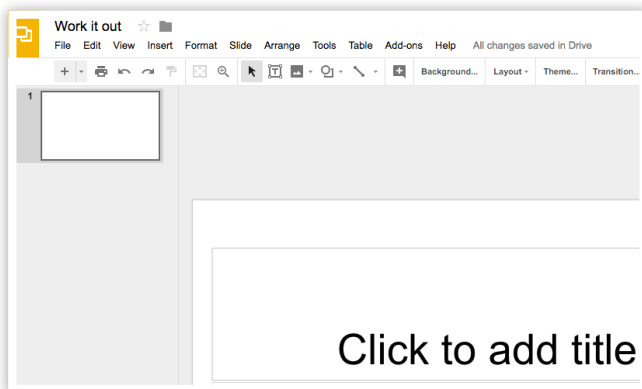 Work it out
File Edit View Insert Format Slide Arrange Tools Table Add-ons Help All changes saved in Drive
Background... Layout Theme... Transition...
1
Click to add title